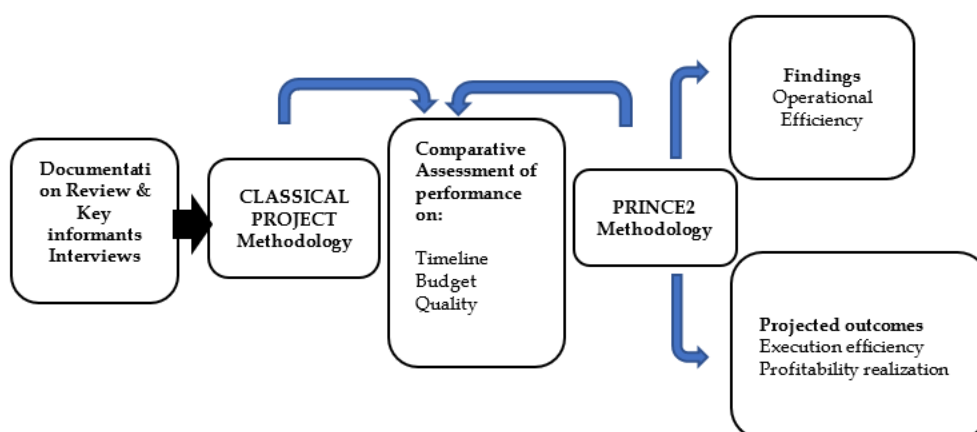 Documentati
on Review &
Key
informants
Interviews
CLASSICAL
PROJECT
Methodology
Comparative
Assessment of
performance
on:
Timeline
Budget
Quality
PRINCE2
Methodology
Findings
Operational
Efficiency
Projected outcomes
Execution efficiency
Profitability realization